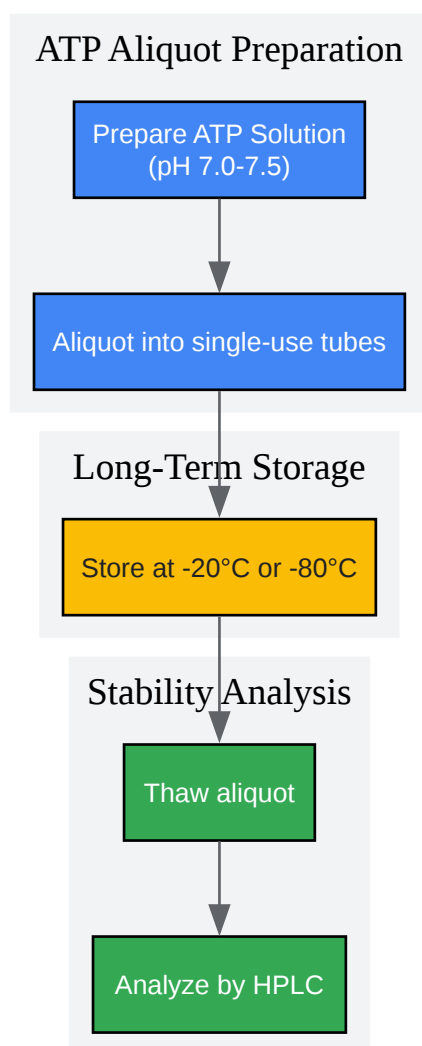 ATP Aliquot Preparation
Prepare ATP Solution
(pH 7.0-7.5)
Aliquot into single-use tubes
Long-Term Storage
Store at -20°C or -80°C
Stability Analysis
Thaw aliquot
Analyze by HPLC